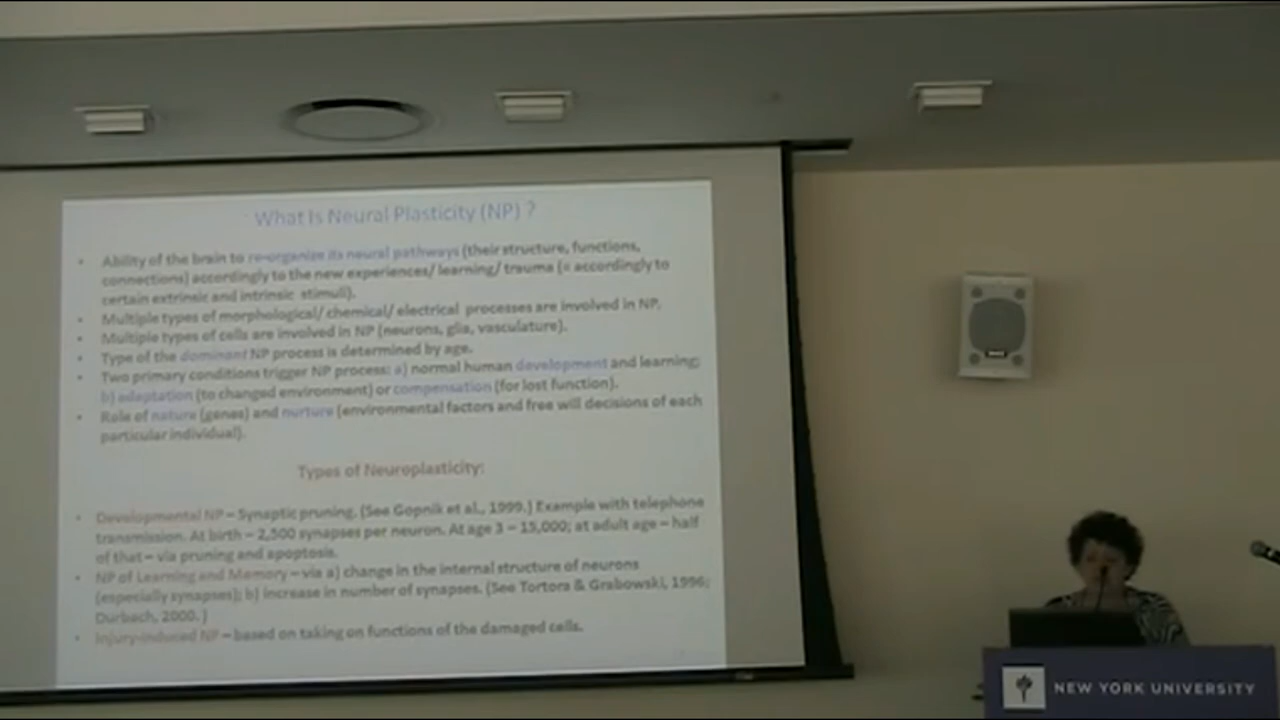 What Is Neural Plasticity (NP) ?
• Ability of the brain to re-organize its neural pathways (their structure, functions,
connections) accordingly to the new experiences/ learning/ trauma (= accordingly to
certain extrinsic and intrinsic stimuli).
• Multiple types of morphological/ chemical/ electrical processes are involved in NP.
• Multiple types of cells are involved in NP (neurons, glia, vasculature).
• Type of the dominant NP process is determined by age.
• Two primary conditions trigger NP process: a) normal human development and learning;
b) adaptation (to changed environment) or compensation (for lost function).
• Role of nature (genes) and nurture (environmental factors and free will decisions of each
particular individual).
Types of Neuroplasticity:
• Developmental NP – Synaptic pruning. (See Gopnik et al., 1999.) Example with telephone
transmission. At birth – 2,500 synapses per neuron. At age 3 – 15,000; at adult age – half
of that – via pruning and apoptosis.
• NP of Learning and Memory – via a) change in the internal structure of neurons
(especially synapses); b) increase in number of synapses. (See Tortora & Grabowski, 1996;
Durbach, 2000. )
• Injury-induced NP – based on taking on functions of the damaged cells.
NEW YORK UNIVERSITY